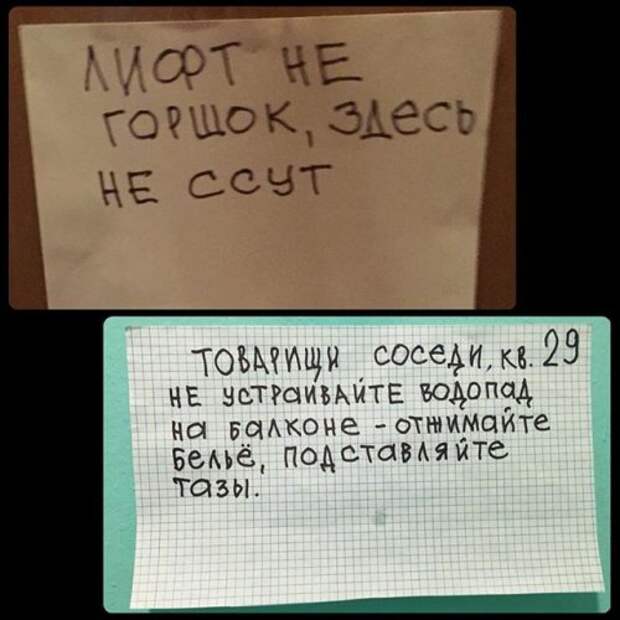 ЛИФТ НЕ
ГОРШОК, ЗДеСЬ
НЕ ССУТ
ТОВАРИЩИ СОСЕДИ, КВ. 29
НЕ УСТРАИВАЙТЕ ВОДОПАД
НА БАЛКОНЕ - ОТЖИМАЙТЕ
БЕЛЬЁ, ПОДСТАВЛЯЙТЕ
ТАЗЫ.